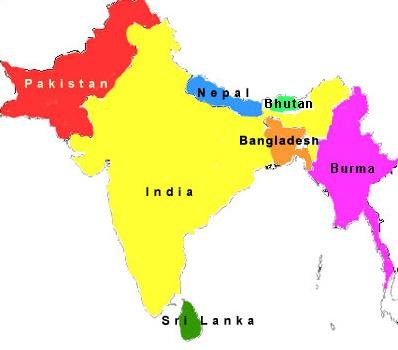 Pakistan
Nepal
Bhutan
Bangladesh
Burma
India
Sri Lanka